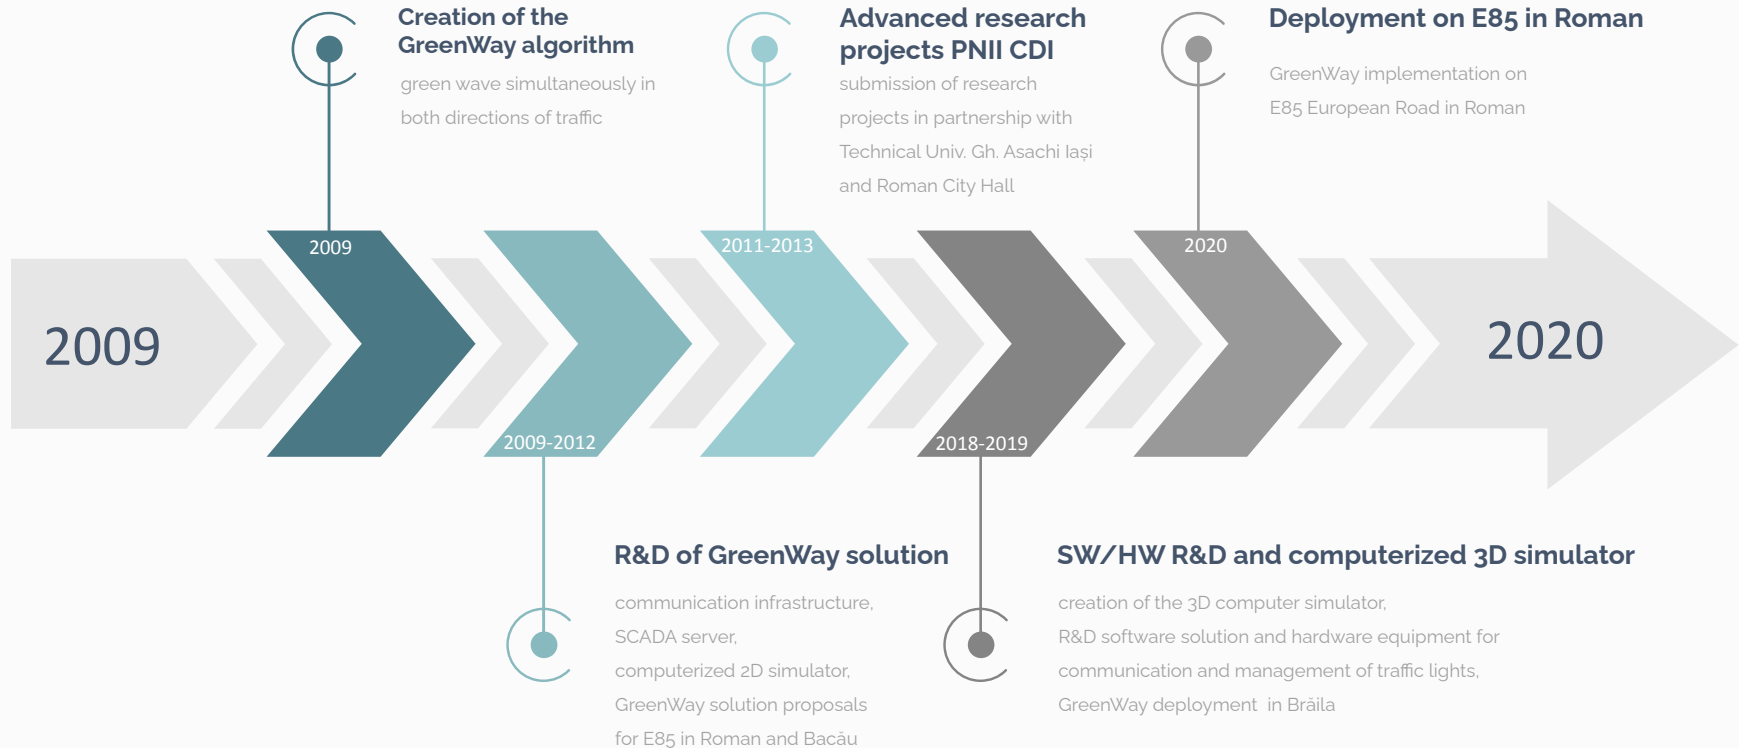 Creation of the
GreenWay algorithm
green wave simultaneously in
both directions of traffic
Advanced research
projects PNII CDI
submission of research
projects in partnership with
Technical Univ. Gh. Asachi Iași
and Roman City Hall
Deployment on E85 in Roman
GreenWay implementation on
E85 European Road in Roman
2009
2009
2009-2012
2011-2013
2018-2019
2020
2020
R&D of GreenWay solution
communication infrastructure,
SCADA server,
computerized 2D simulator,
GreenWay solution proposals
for E85 in Roman and Bacău
SW/HW R&D and computerized 3D simulator
creation of the 3D computer simulator,
R&D software solution and hardware equipment for
communication and management of traffic lights,
GreenWay deployment  in Brăila